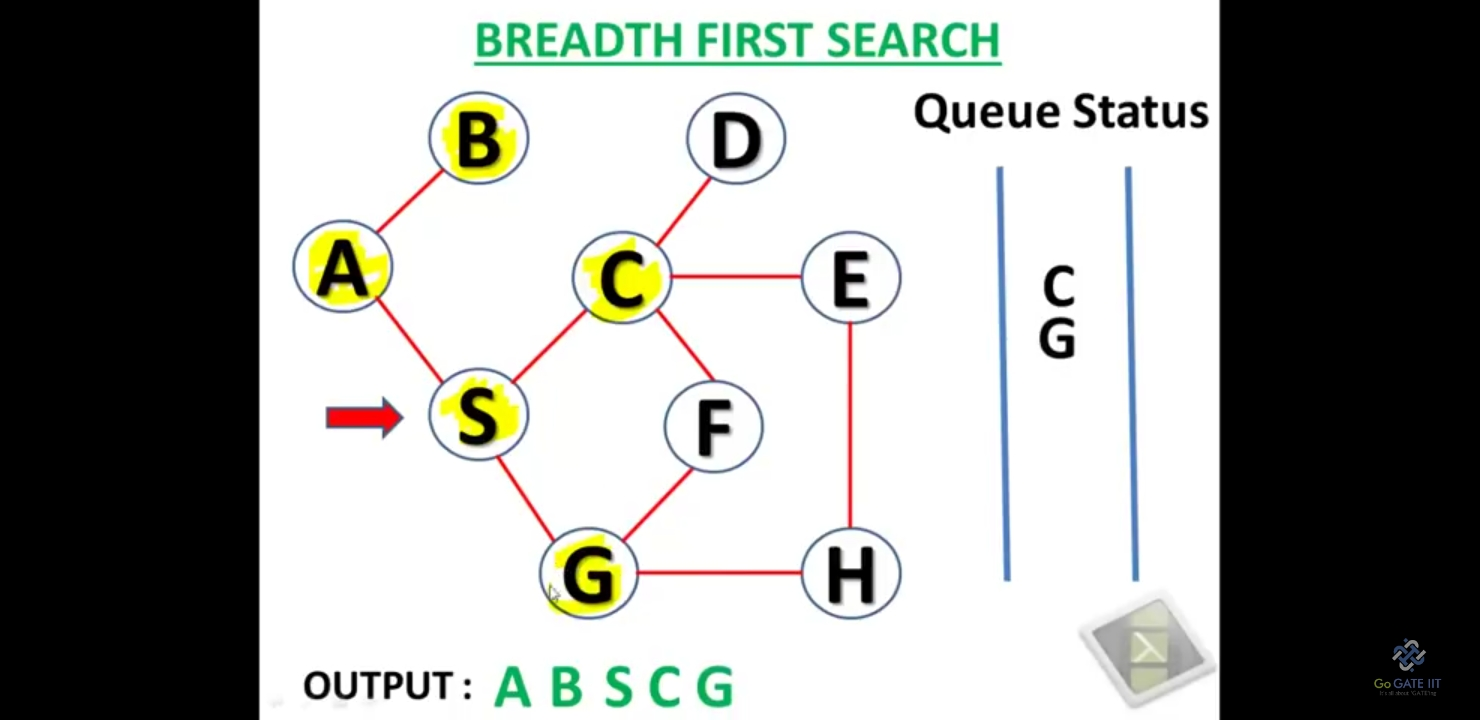 BREADTH FIRST SEARCH
Queue Status
B
D
A
C
E
C
G
S
F
G
H
OUTPUT : A B S C G
Go GATE IIT